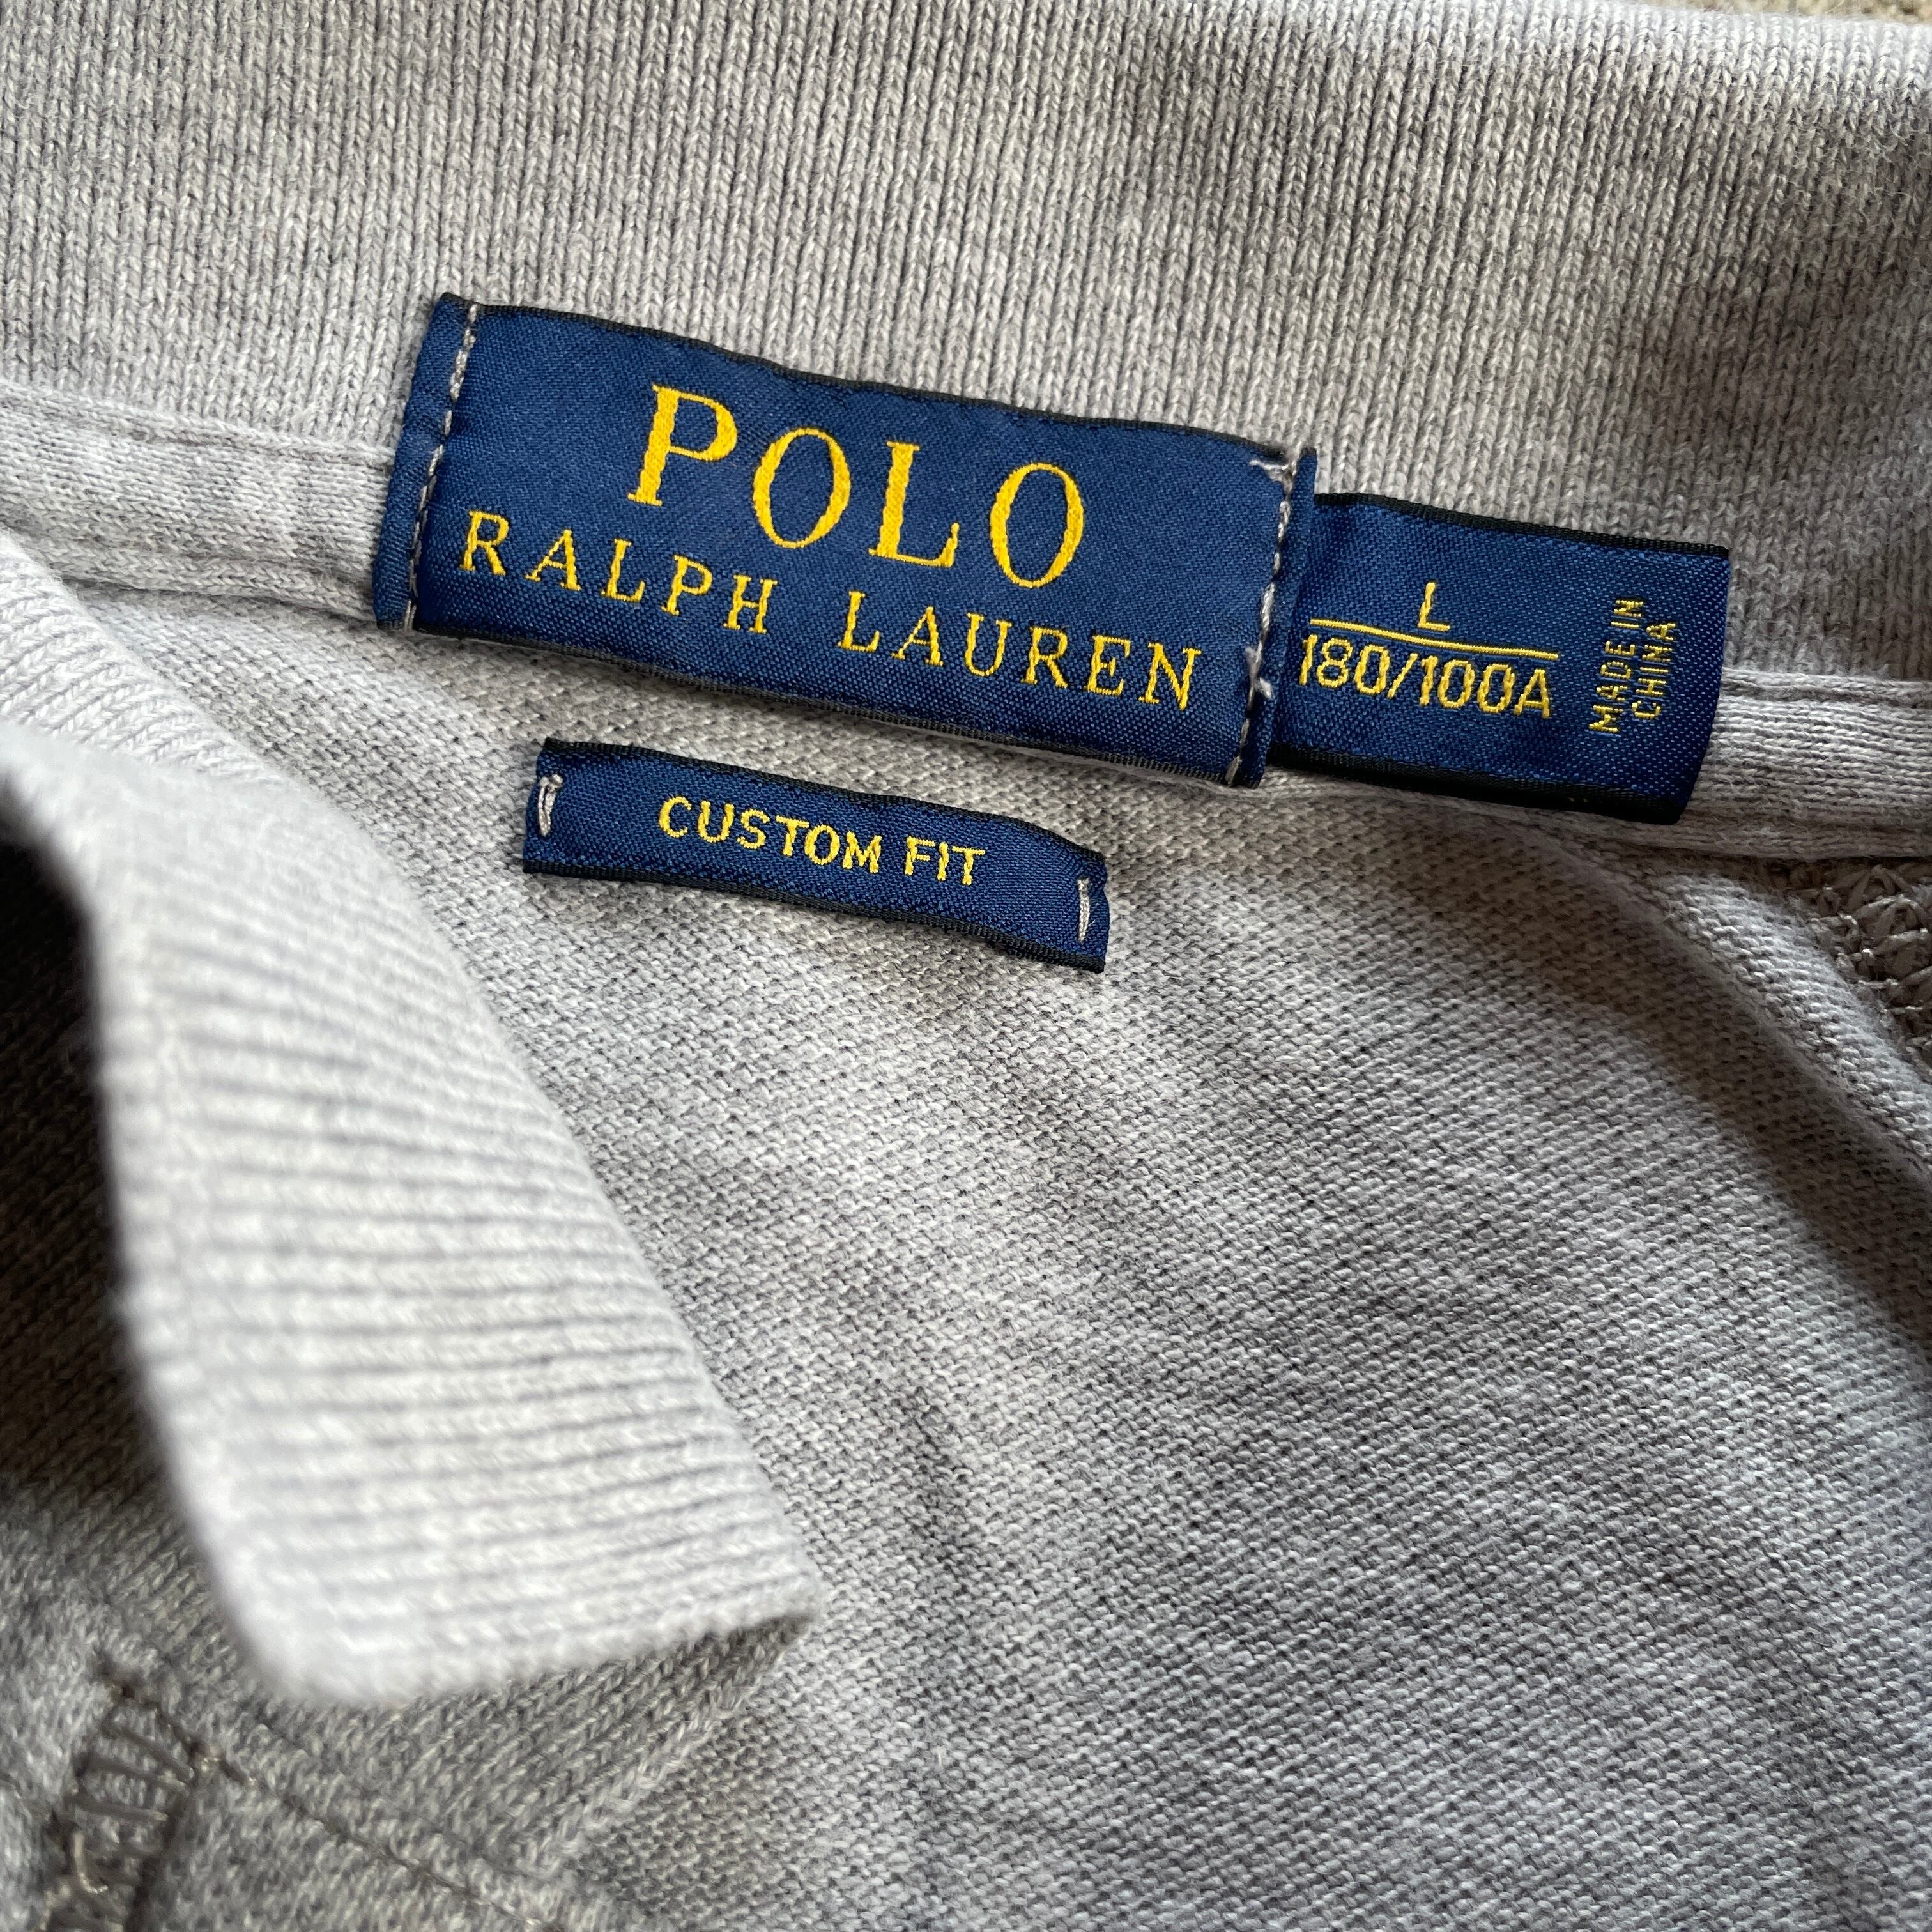 POLO
RALPH LAUREN
L
180/100A
MADE IN
CHINA
CUSTOM FIT